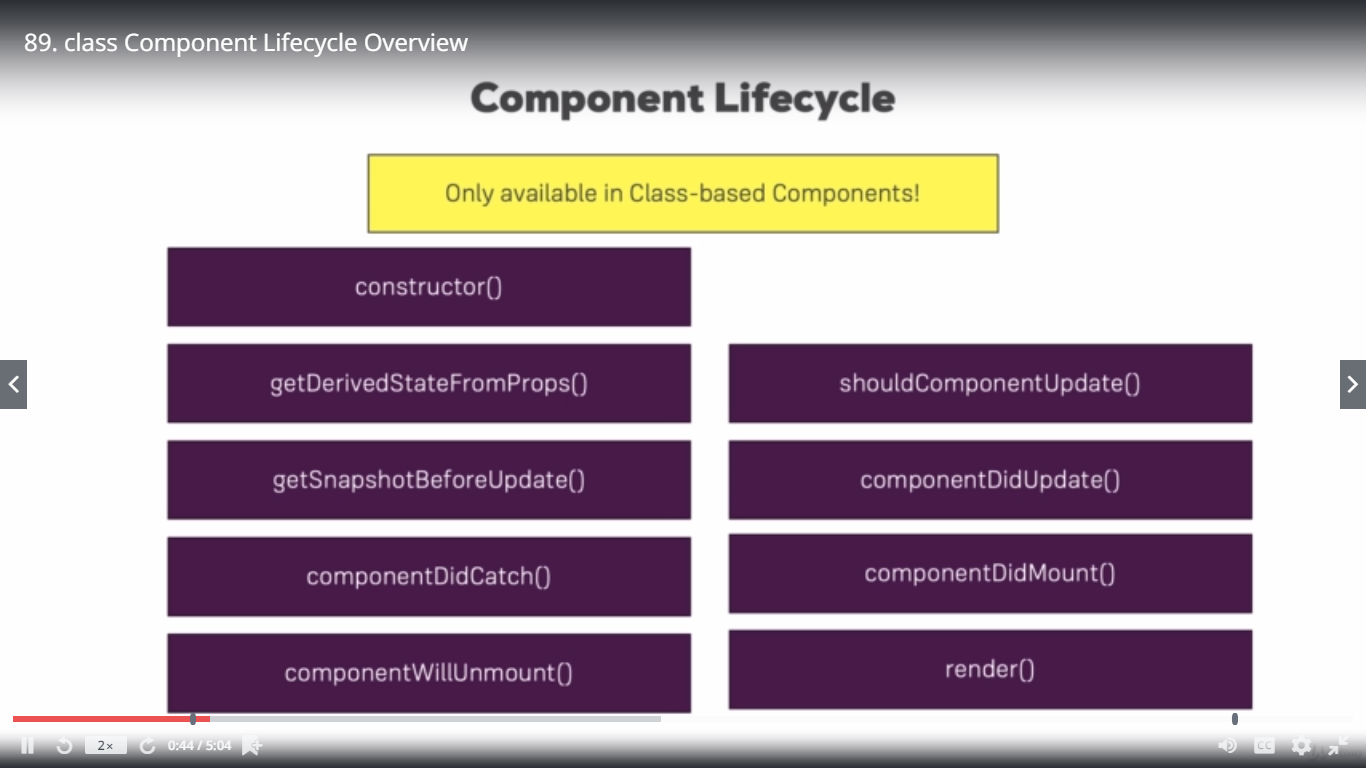 89. class Component Lifecycle Overview
Component Lifecycle
Only available in Class-based Components!
constructor()
getDerivedStateFromProps()
shouldComponentUpdate()
getSnapshotBeforeUpdate()
componentDidUpdate()
componentDidCatch()
componentDidMount()
componentWillUnmount()
render()
2×
0:44 / 5:04
CC